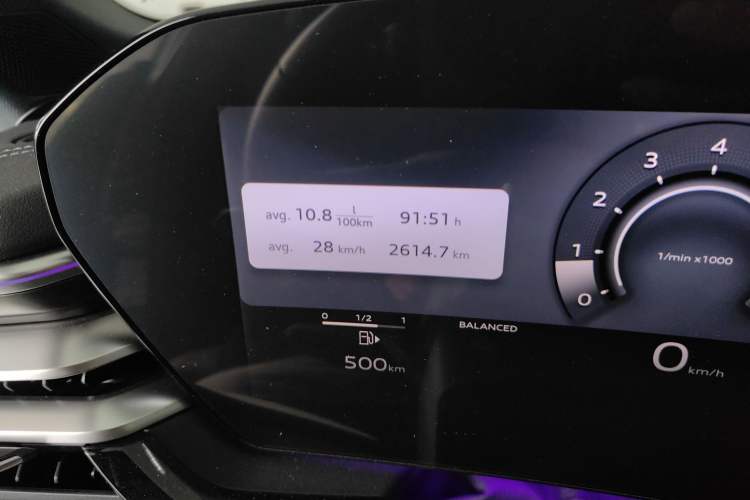 avg. 10.8 l/100km 91:51 h
avg. 28 km/h 2614.7 km
4
3
2
1
0
1/min x1000
0 1/2 1
BALANCED
500 km
0 km/h